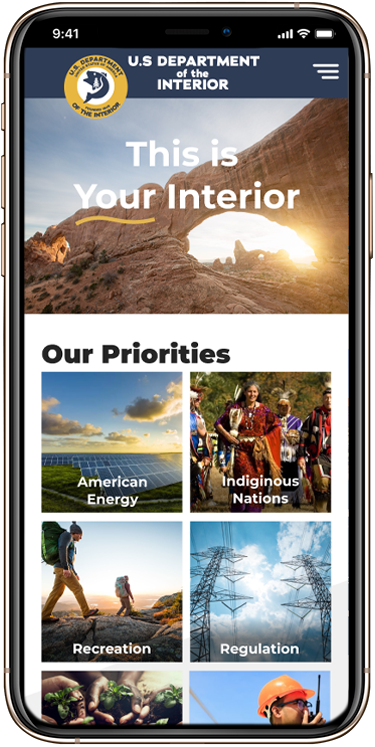 9:41
U.S. DEPARTMENT
OF THE INTERIOR
U.S DEPARTMENT
of the
INTERIOR
This is
Your Interior
Our Priorities
American
Energy
Indiginous
Nations
Recreation
Regulation